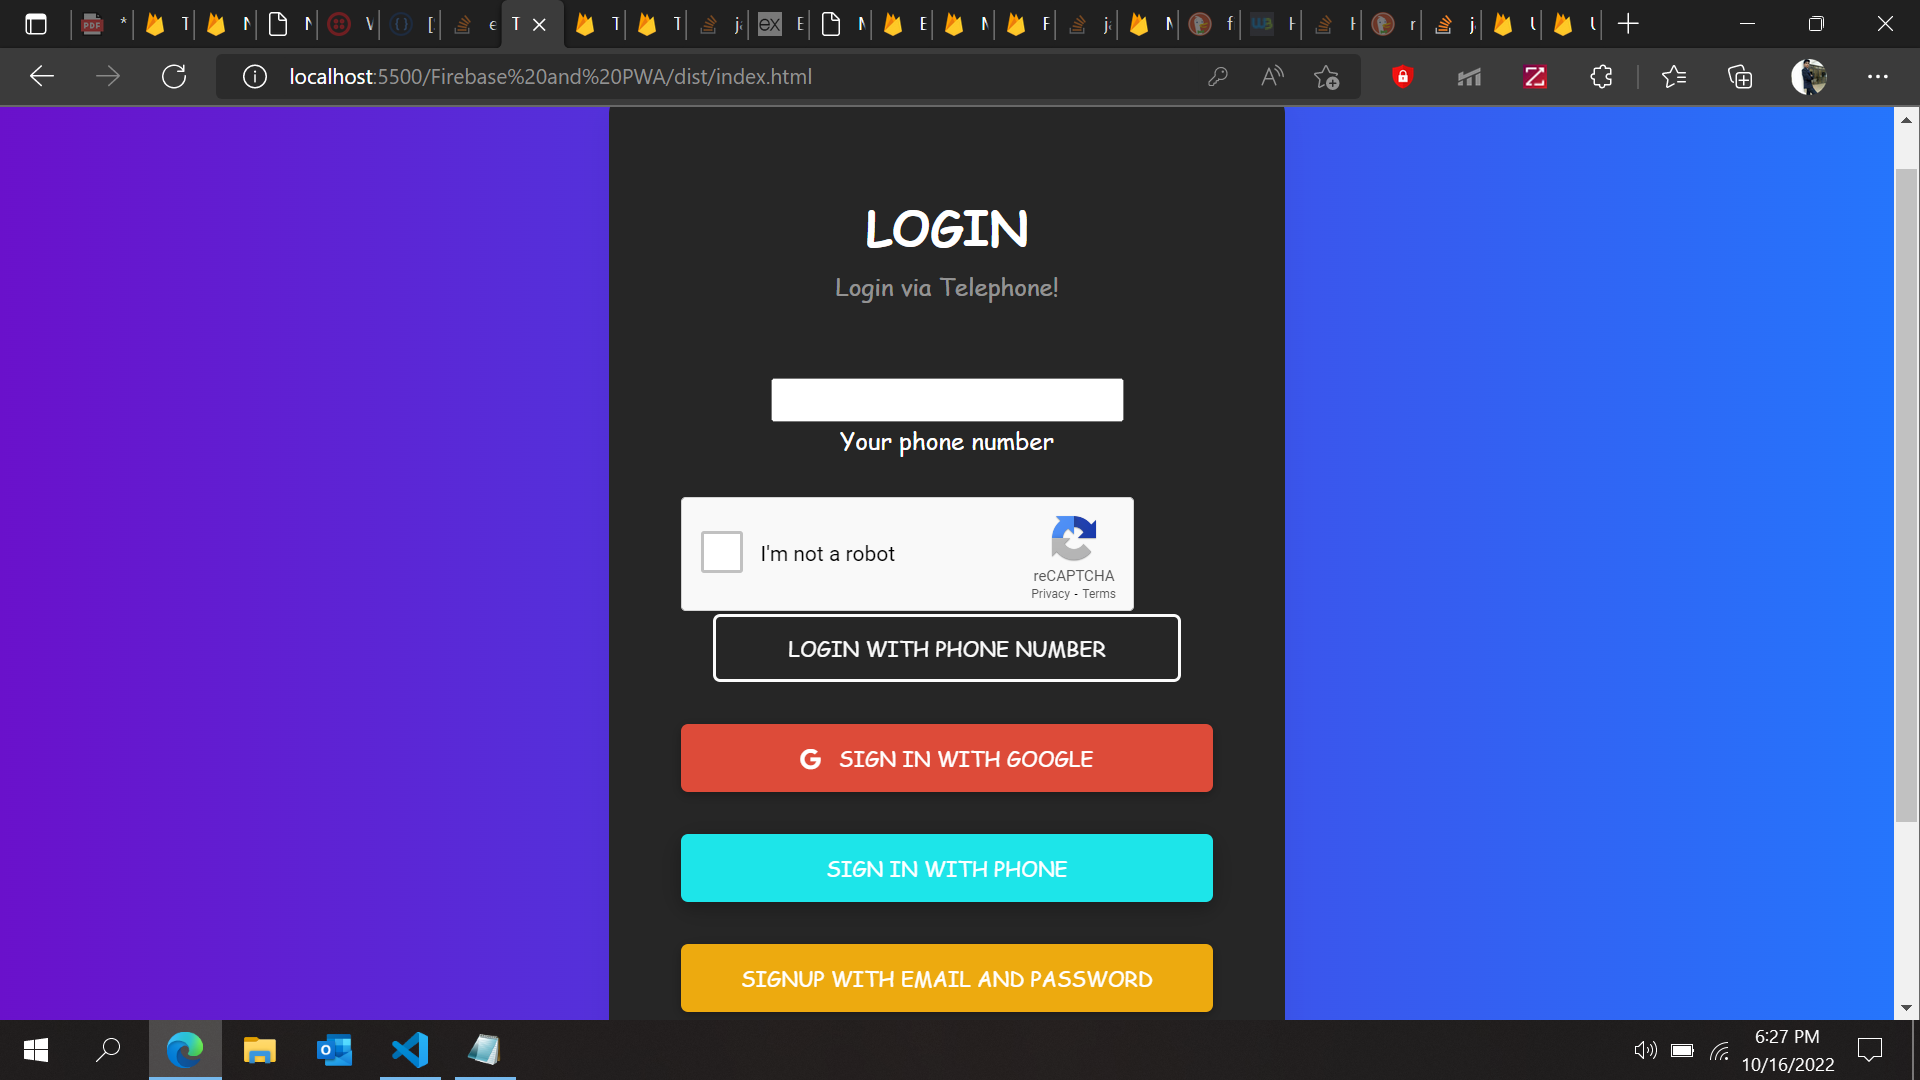 localhost:5500/Firebase%20and%20PWA/dist/index.html
LOGIN
Login via Telephone!
Your phone number
I'm not a robot
reCAPTCHA
Privacy - Terms
LOGIN WITH PHONE NUMBER
SIGN IN WITH GOOGLE
SIGN IN WITH PHONE
SIGNUP WITH EMAIL AND PASSWORD
6:27 PM
10/16/2022